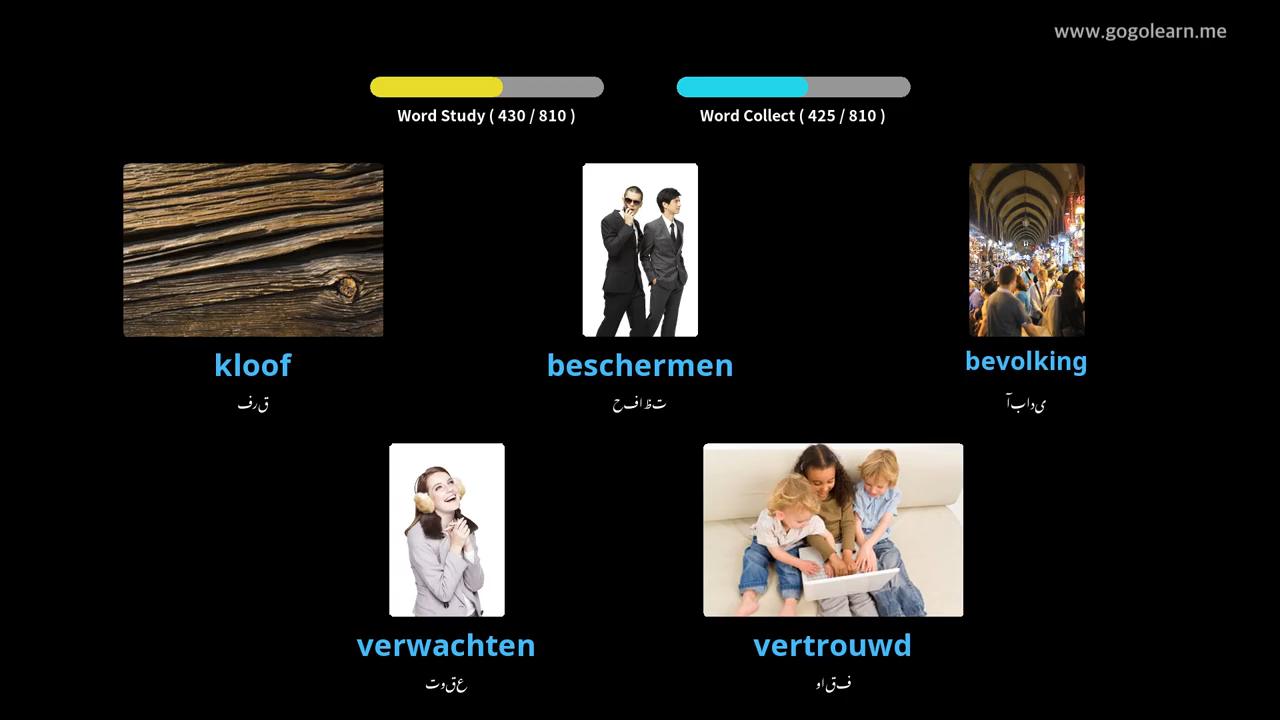 www.gogolearn.me
Word Study ( 430 / 810 )
Word Collect ( 425 / 810 )
kloof
فرق
beschermen
حفاظت
bevolking
آبادی
verwachten
توقع
vertrouwd
واقف